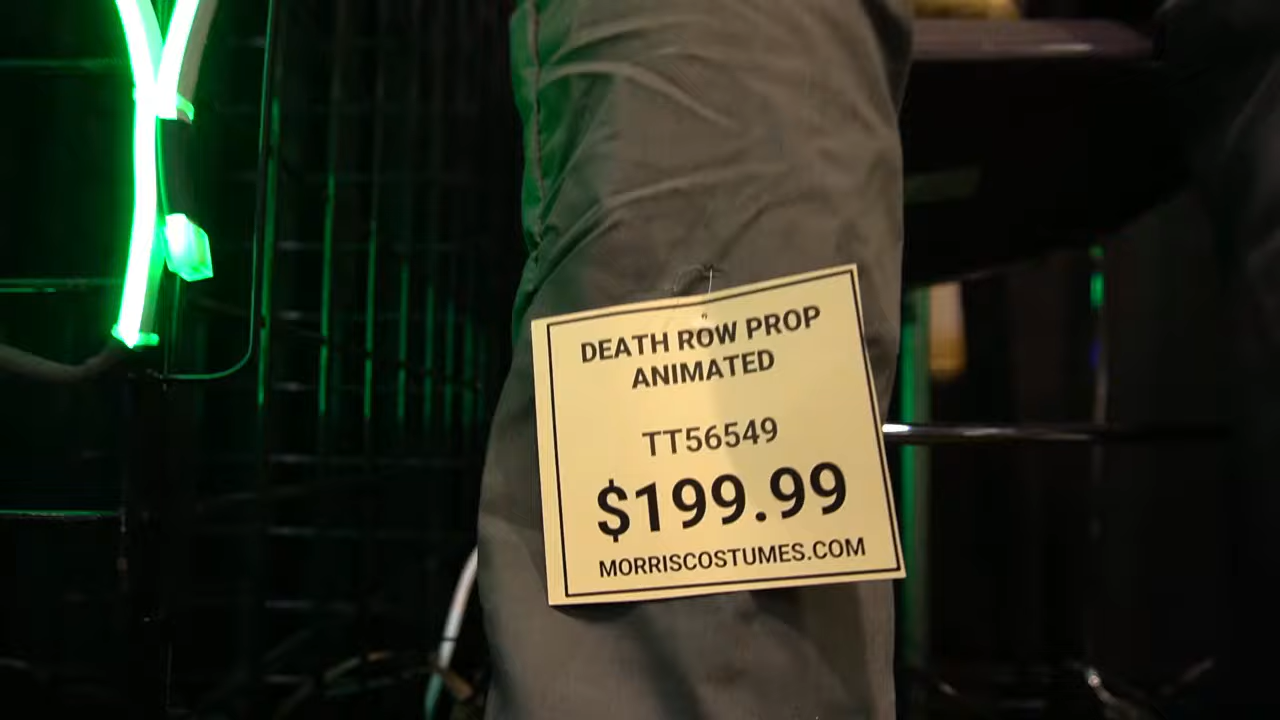 DEATH ROW PROP
ANIMATED
TT56549
$199.99
MORRISCOSTUMES.COM